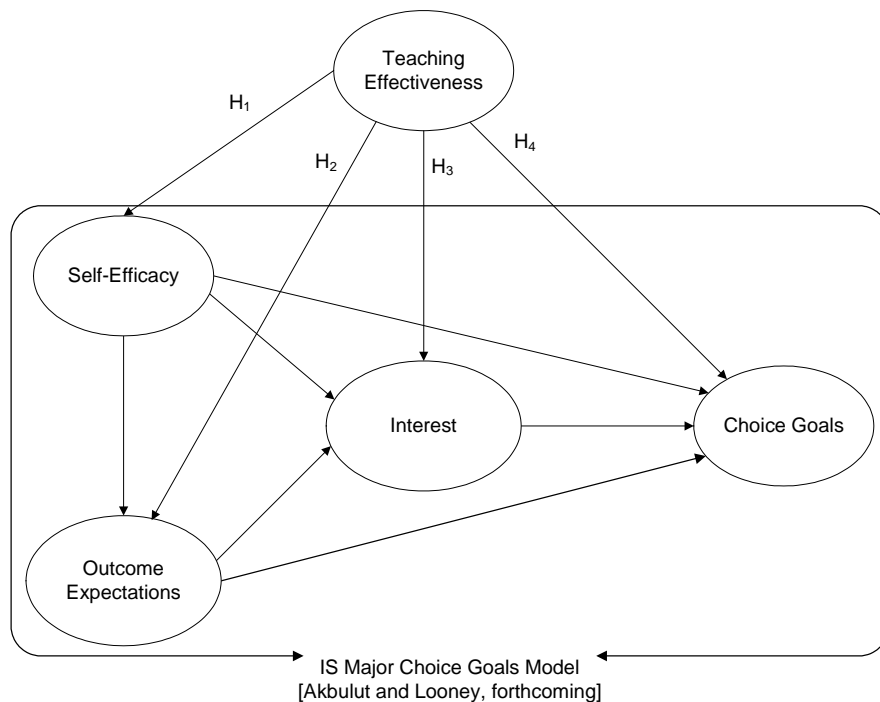 Teaching
Effectiveness
H₁
H₂
H₃
H₄
Self-Efficacy
Interest
Choice Goals
Outcome
Expectations
IS Major Choice Goals Model
[Akbulut and Looney, forthcoming]